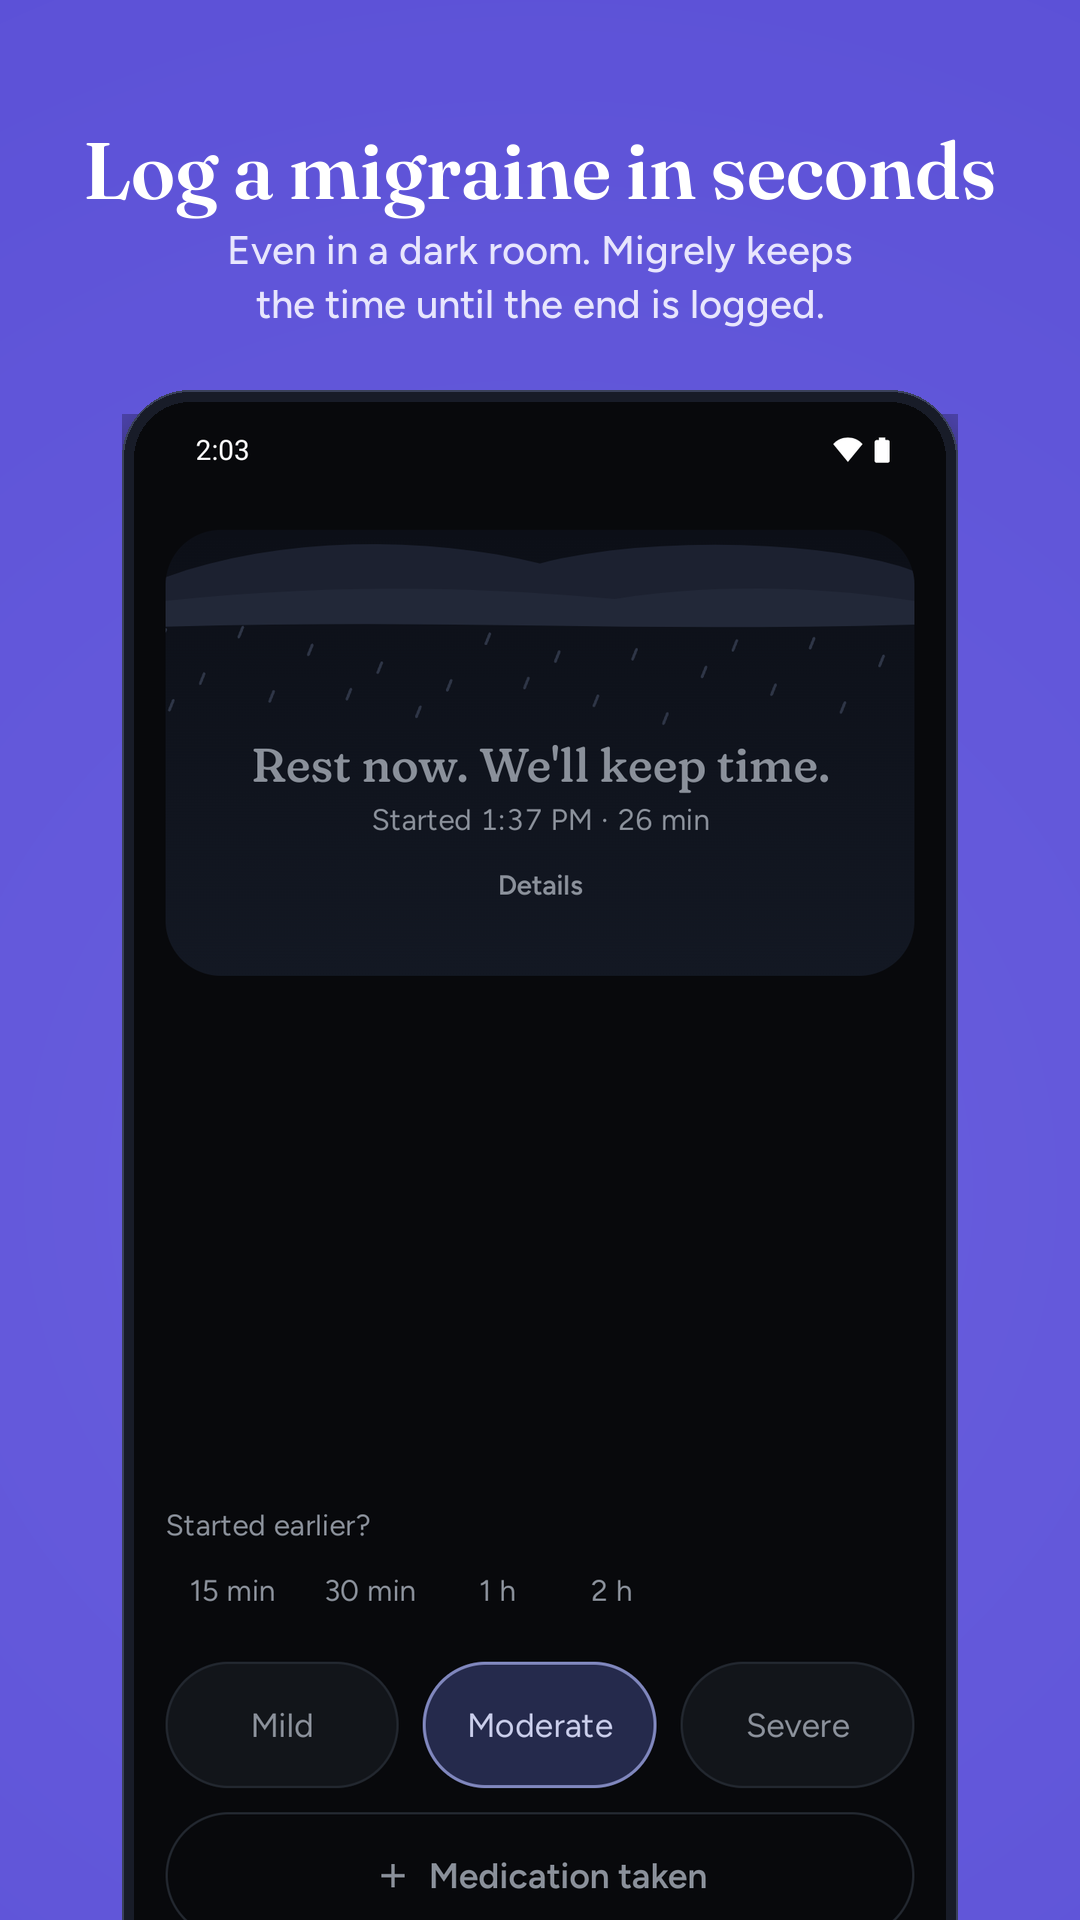 Log a migraine in seconds
Even in a dark room. Migrely keeps
the time until the end is logged.
2:03
Rest now. We'll keep time.
Started 1:37 PM · 26 min
Details
Started earlier?
15 min 30 min 1 h 2 h
Mild Moderate Severe
+ Medication taken